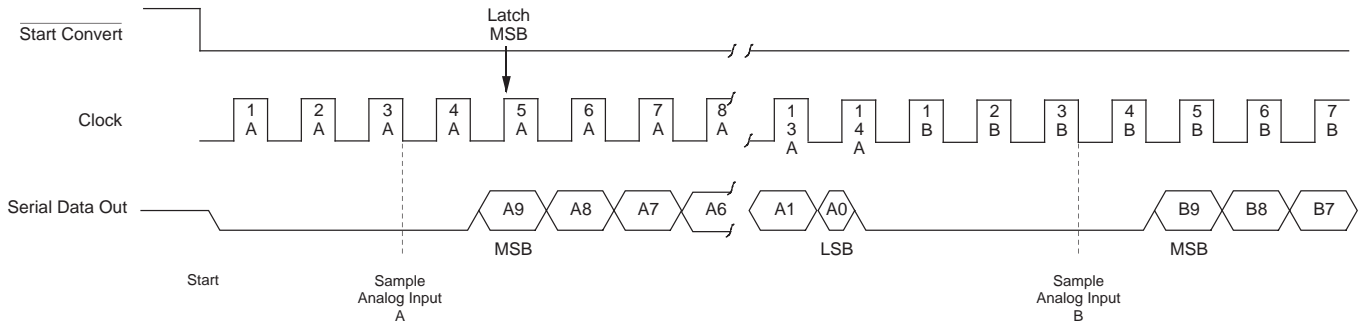 Start Convert
Latch
MSB
Clock
1 A
2 A
3 A
4 A
5 A
6 A
7 A
8 A
1 3 A
1 4 A
1 B
2 B
3 B
4 B
5 B
6 B
7 B
Serial Data Out
A9
A8
A7
A6
A1
A0
B9
B8
B7
MSB
LSB
MSB
Start
Sample
Analog Input
A
Sample
Analog Input
B